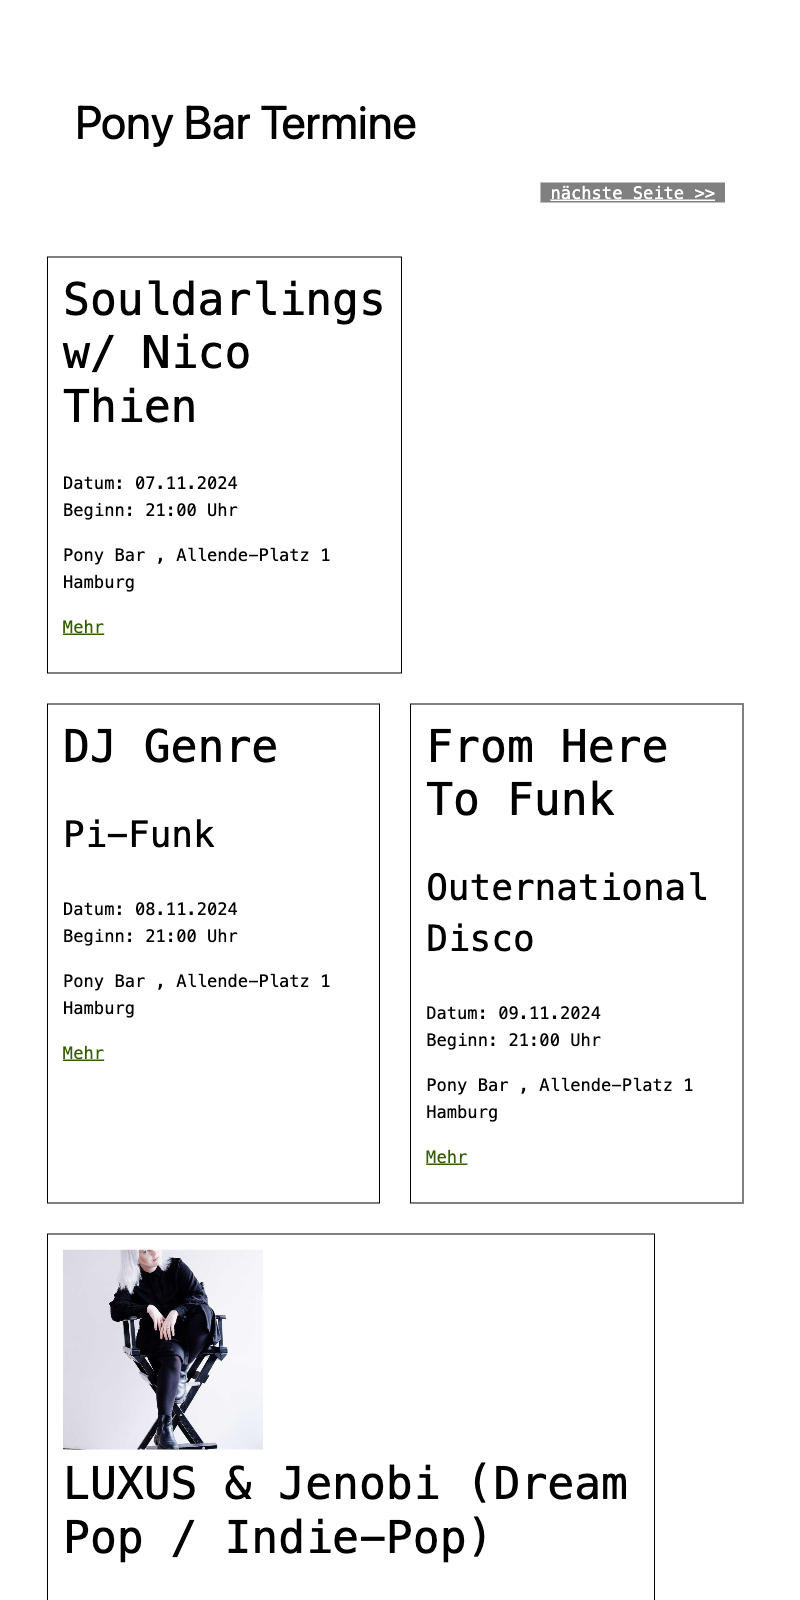 Pony Bar Termine
nächste Seite >>
Souldarlings
w/ Nico
Thien
Datum: 07.11.2024
Beginn: 21:00 Uhr
Pony Bar , Allende-Platz 1
Hamburg
Mehr
DJ Genre
Pi-Funk
Datum: 08.11.2024
Beginn: 21:00 Uhr
Pony Bar , Allende-Platz 1
Hamburg
Mehr
From Here
To Funk
Outernational
Disco
Datum: 09.11.2024
Beginn: 21:00 Uhr
Pony Bar , Allende-Platz 1
Hamburg
Mehr
LUXUS & Jenobi (Dream
Pop / Indie-Pop)